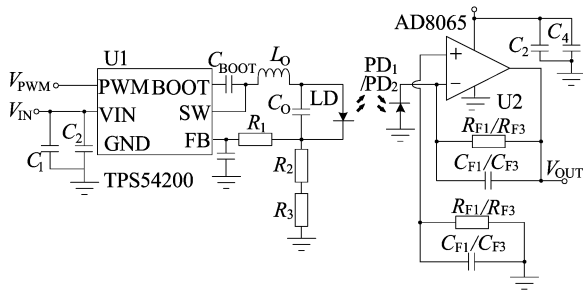 U1
C_BOOT
L_O
V_PWM
PWM BOOT
V_IN
VIN
SW
C_1
C_2
GND
FB
TPS54200
R_1
C_O
LD
R_2
R_3
PD_1
/PD_2
AD8065
+
−
U2
C_2
C_4
R_F1/R_F3
C_F1/C_F3
V_OUT
R_F1/R_F3
C_F1/C_F3